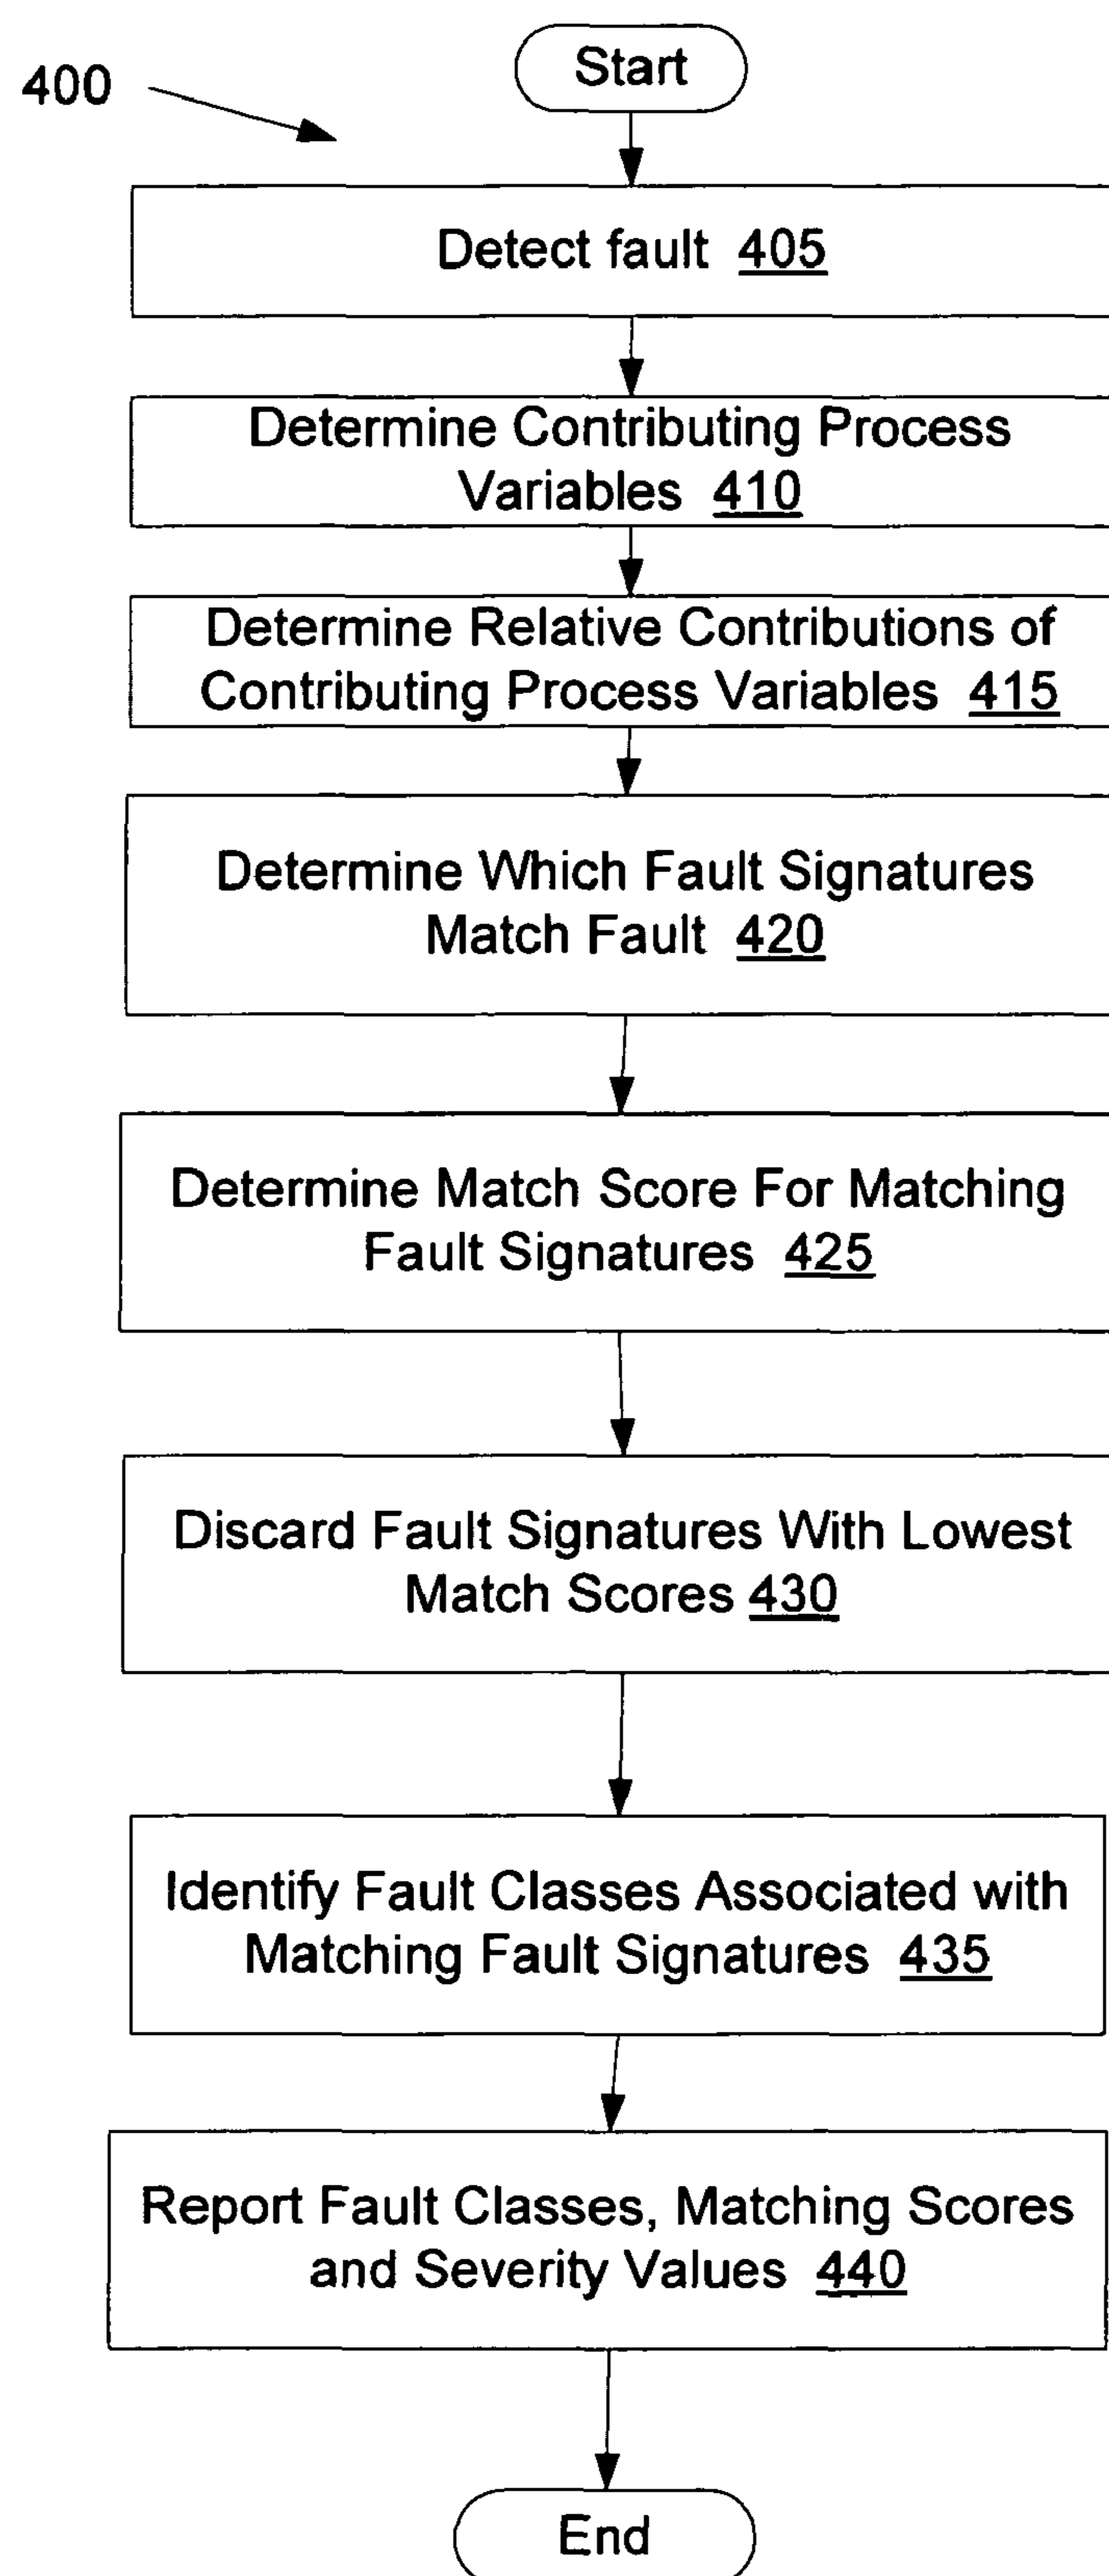 400
Start
Detect fault 405
Determine Contributing Process
Variables 410
Determine Relative Contributions of
Contributing Process Variables 415
Determine Which Fault Signatures
Match Fault 420
Determine Match Score For Matching
Fault Signatures 425
Discard Fault Signatures With Lowest
Match Scores 430
Identify Fault Classes Associated with
Matching Fault Signatures 435
Report Fault Classes, Matching Scores
and Severity Values 440
End